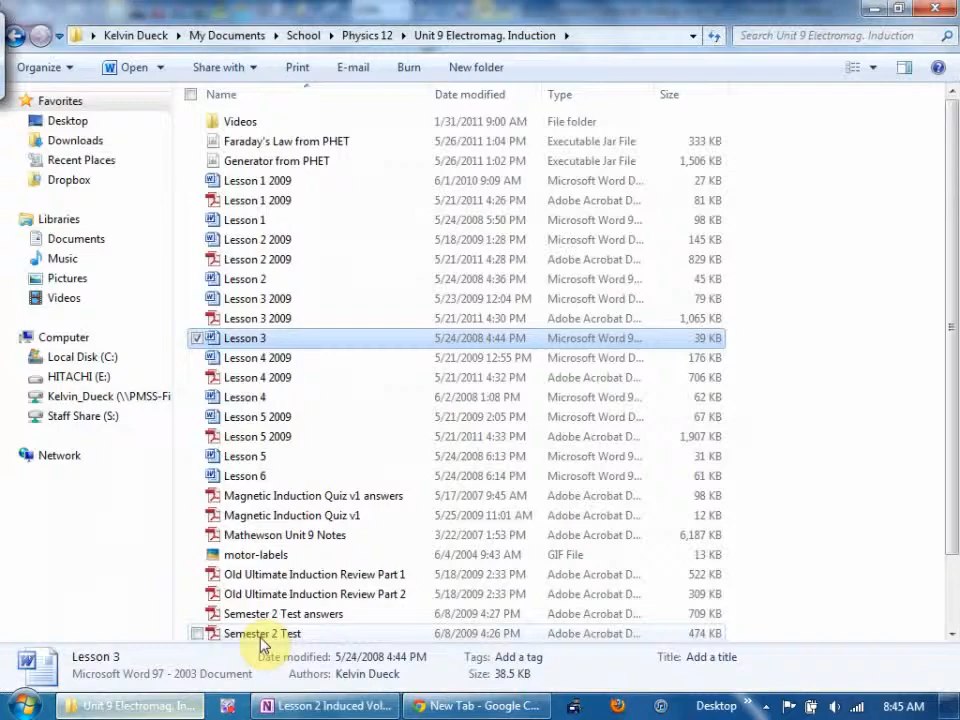 Kelvin Dueck My Documents School Physics 12 Unit 9 Electromag. Induction Search Unit 9 Electromag. Induction
Organize Open Share with Print E-mail Burn New folder
Name Date modified Type Size
Favorites
Desktop
Downloads
Recent Places
Dropbox
Libraries
Documents
Music
Pictures
Videos
Computer
Local Disk (C:)
HITACHI (E:)
Kelvin_Dueck (\\PMSS-Fi
Staff Share (S:)
Network
Videos 1/31/2011 9:00 AM File folder
Faraday's Law from PHET 5/26/2011 1:04 PM Executable Jar File 333 KB
Generator from PHET 5/26/2011 1:02 PM Executable Jar File 1,506 KB
Lesson 1 2009 6/1/2010 9:09 AM Microsoft Word D... 27 KB
Lesson 1 2009 5/21/2011 4:26 PM Adobe Acrobat D... 81 KB
Lesson 1 5/24/2008 5:50 PM Microsoft Word 9... 98 KB
Lesson 2 2009 5/18/2009 1:28 PM Microsoft Word D... 145 KB
Lesson 2 2009 5/21/2011 4:28 PM Adobe Acrobat D... 829 KB
Lesson 2 5/24/2008 4:36 PM Microsoft Word 9... 45 KB
Lesson 3 2009 5/23/2009 12:04 PM Microsoft Word D... 79 KB
Lesson 3 2009 5/21/2011 4:30 PM Adobe Acrobat D... 1,065 KB
Lesson 3 5/24/2008 4:44 PM Microsoft Word 9... 39 KB
Lesson 4 2009 5/21/2009 12:55 PM Microsoft Word D... 176 KB
Lesson 4 2009 5/21/2011 4:32 PM Adobe Acrobat D... 706 KB
Lesson 4 6/2/2008 1:08 PM Microsoft Word 9... 62 KB
Lesson 5 2009 5/21/2009 2:05 PM Microsoft Word D... 67 KB
Lesson 5 2009 5/21/2011 4:33 PM Adobe Acrobat D... 1,907 KB
Lesson 5 5/24/2008 6:13 PM Microsoft Word 9... 31 KB
Lesson 6 5/24/2008 6:14 PM Microsoft Word 9... 61 KB
Magnetic Induction Quiz v1 answers 5/17/2007 9:45 AM Adobe Acrobat D... 98 KB
Magnetic Induction Quiz v1 5/25/2009 11:01 AM Adobe Acrobat D... 12 KB
Mathewson Unit 9 Notes 3/22/2007 1:53 PM Adobe Acrobat D... 6,187 KB
motor-labels 6/4/2004 9:43 AM GIF File 13 KB
Old Ultimate Induction Review Part 1 5/18/2009 2:33 PM Adobe Acrobat D... 522 KB
Old Ultimate Induction Review Part 2 5/18/2009 2:33 PM Adobe Acrobat D... 309 KB
Semester 2 Test answers 6/8/2009 4:27 PM Adobe Acrobat D... 709 KB
Semester 2 Test 6/8/2009 4:26 PM Adobe Acrobat D... 474 KB
Lesson 3 Date modified: 5/24/2008 4:44 PM Tags: Add a tag Title: Add a title
Microsoft Word 97 - 2003 Document Authors: Kelvin Dueck Size: 38.5 KB
Unit 9 Electromag. In... Lesson 2 Induced Vol... New Tab - Google C... Desktop 8:45 AM